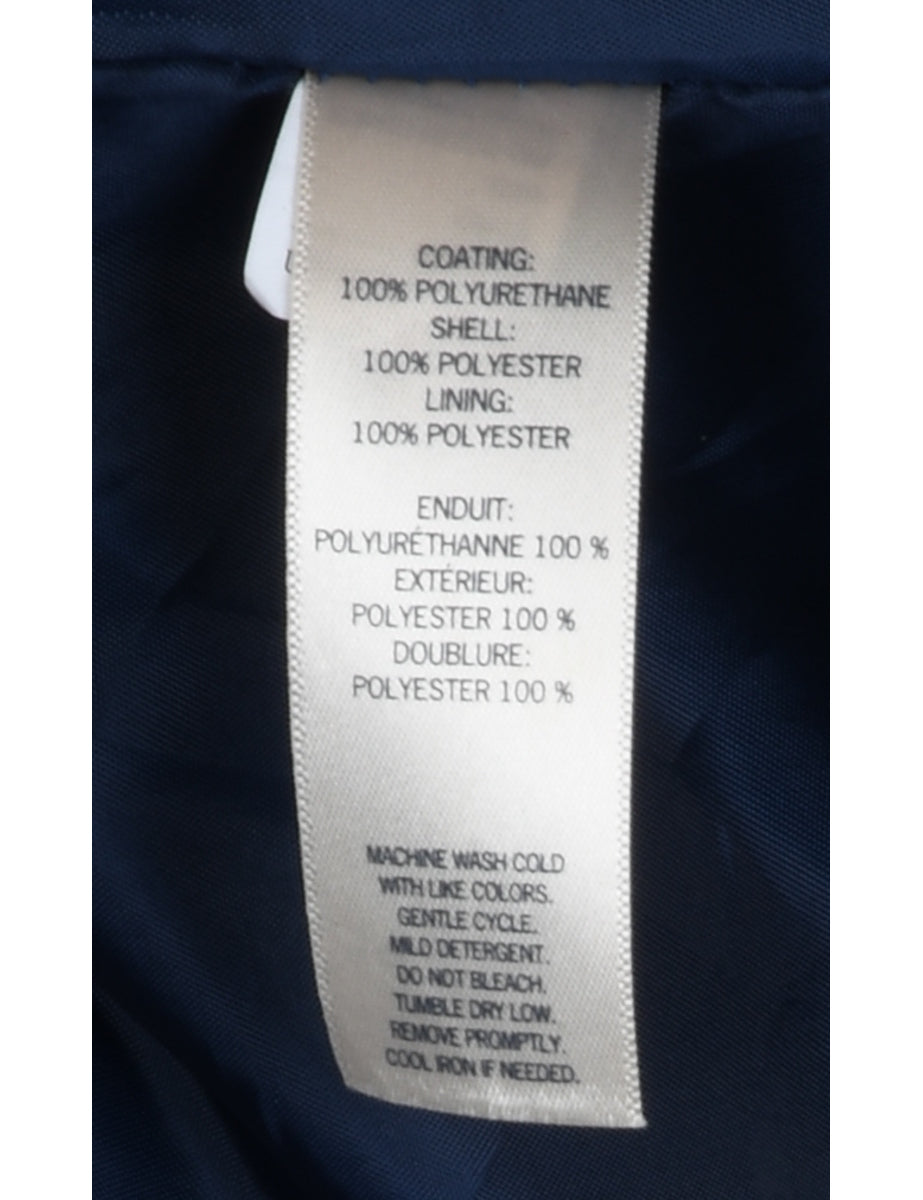 COATING:
100% POLYURETHANE
SHELL:
100% POLYESTER
LINING:
100% POLYESTER
ENDUIT:
POLYURÉTHANNE 100 %
EXTÉRIEUR:
POLYESTER 100 %
DOUBLURE:
POLYESTER 100 %
MACHINE WASH COLD
WITH LIKE COLORS.
GENTLE CYCLE.
MILD DETERGENT.
DO NOT BLEACH.
TUMBLE DRY LOW.
REMOVE PROMPTLY.
COOL IRON IF NEEDED.